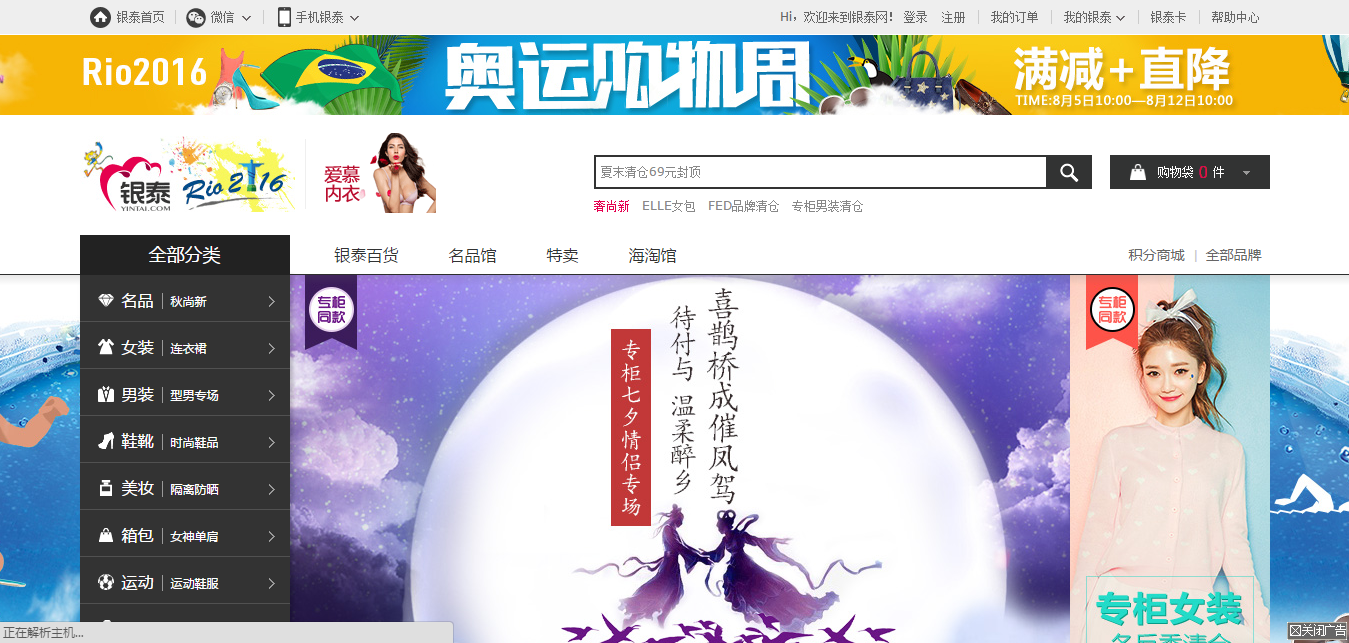 银泰首页 微信 手机银泰 Hi，欢迎来到银泰网！ 登录 注册 我的订单 我的银泰 银泰卡 帮助中心
Rio2016 奥运购物周 满减+直降
TIME:8月5日10:00—8月12日10:00
银泰
YINTAI.COM
Rio2016
爱慕
内衣
夏末清仓69元封顶
购物袋 0 件
奢尚新 ELLE女包 FED品牌清仓 专柜男装清仓
全部分类 银泰百货 名品馆 特卖 海淘馆 积分商城 | 全部品牌
名品 | 秋尚新
女装 | 连衣裙
男装 | 型男专场
鞋靴 | 时尚鞋品
美妆 | 隔离防晒
箱包 | 女神单肩
运动 | 运动鞋服
专柜
同款
喜鹊桥成催凤驾
待付与 温柔醉乡
专柜七夕情侣专场
专柜
同款
专柜女装
冬后季清仓
正在解析主机...
关闭广告